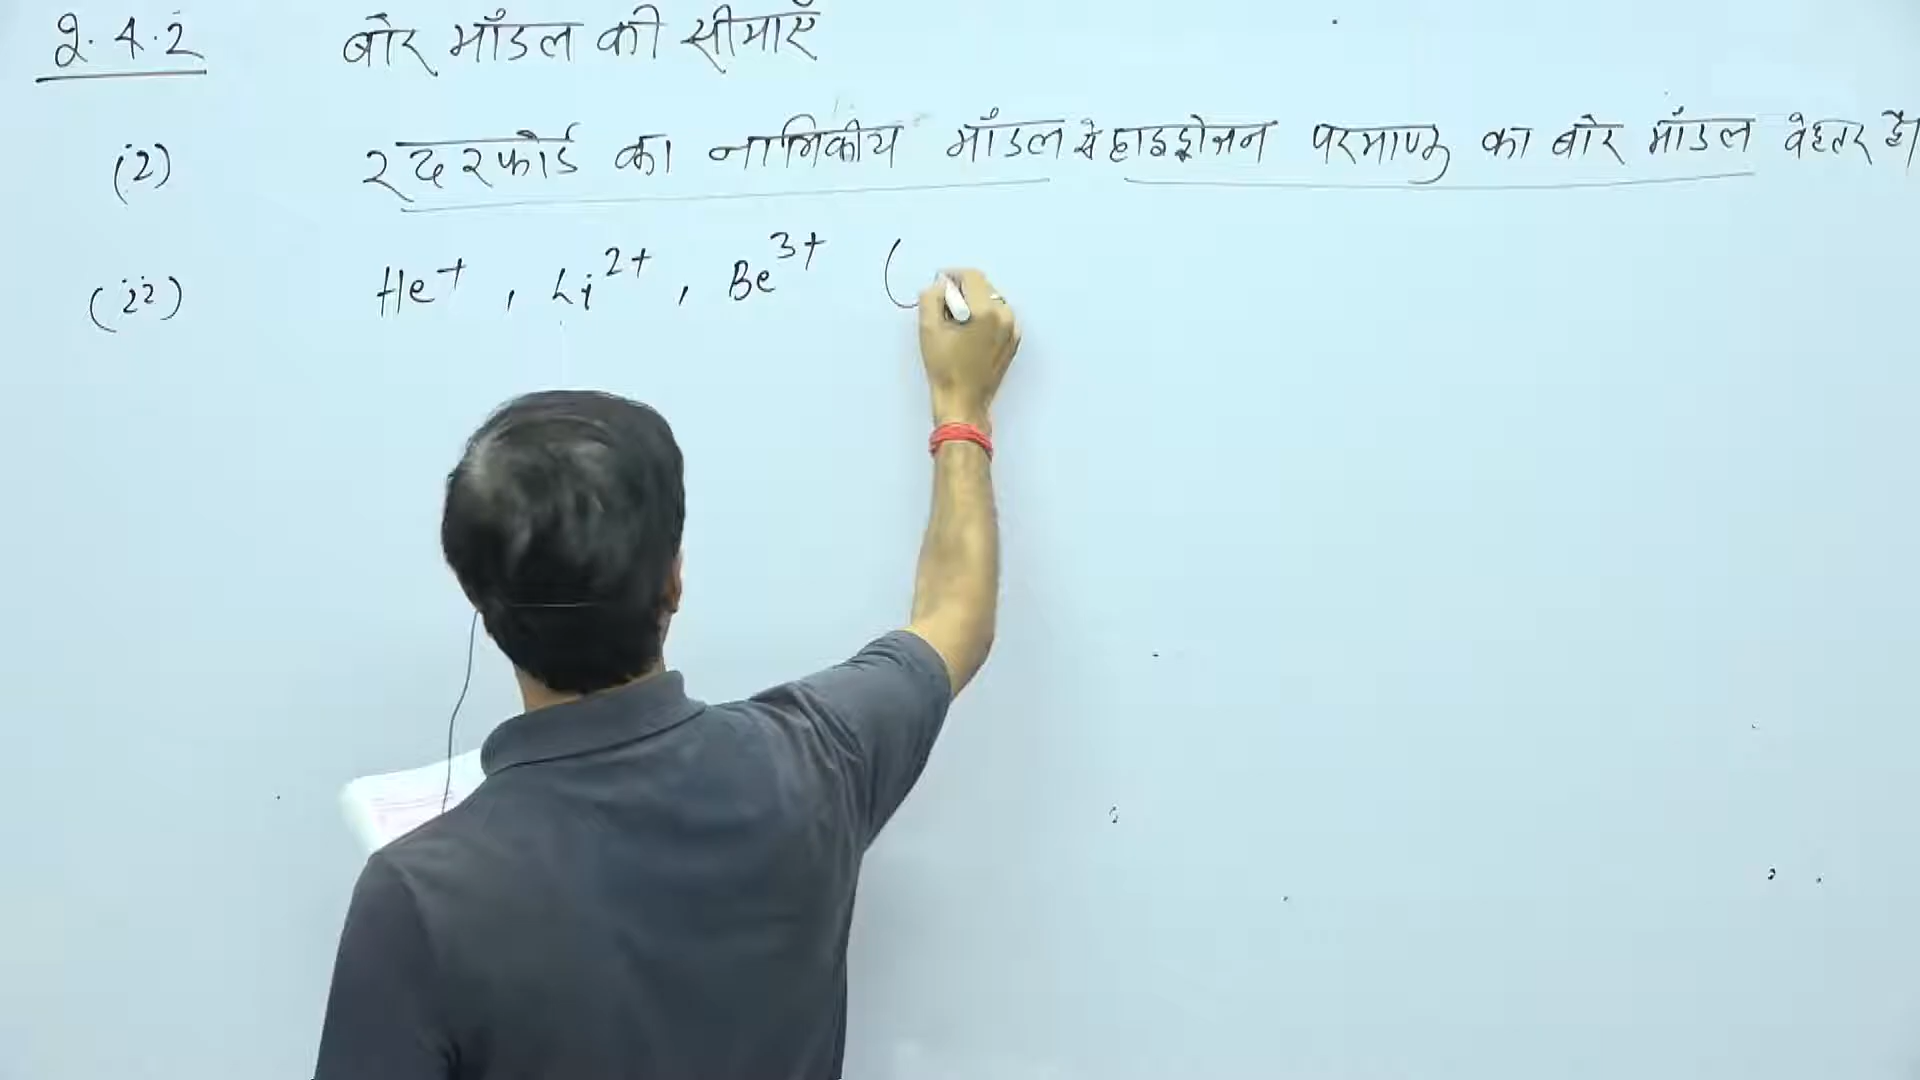 2.4.2 बोर मॉडल की सीमाएँ
(i) रदरफोर्ड का नाभिकीय मॉडल से हाइड्रोजन परमाणु का बोर मॉडल बेहतर है।
(ii) He⁺, Li²⁺, Be³⁺ (